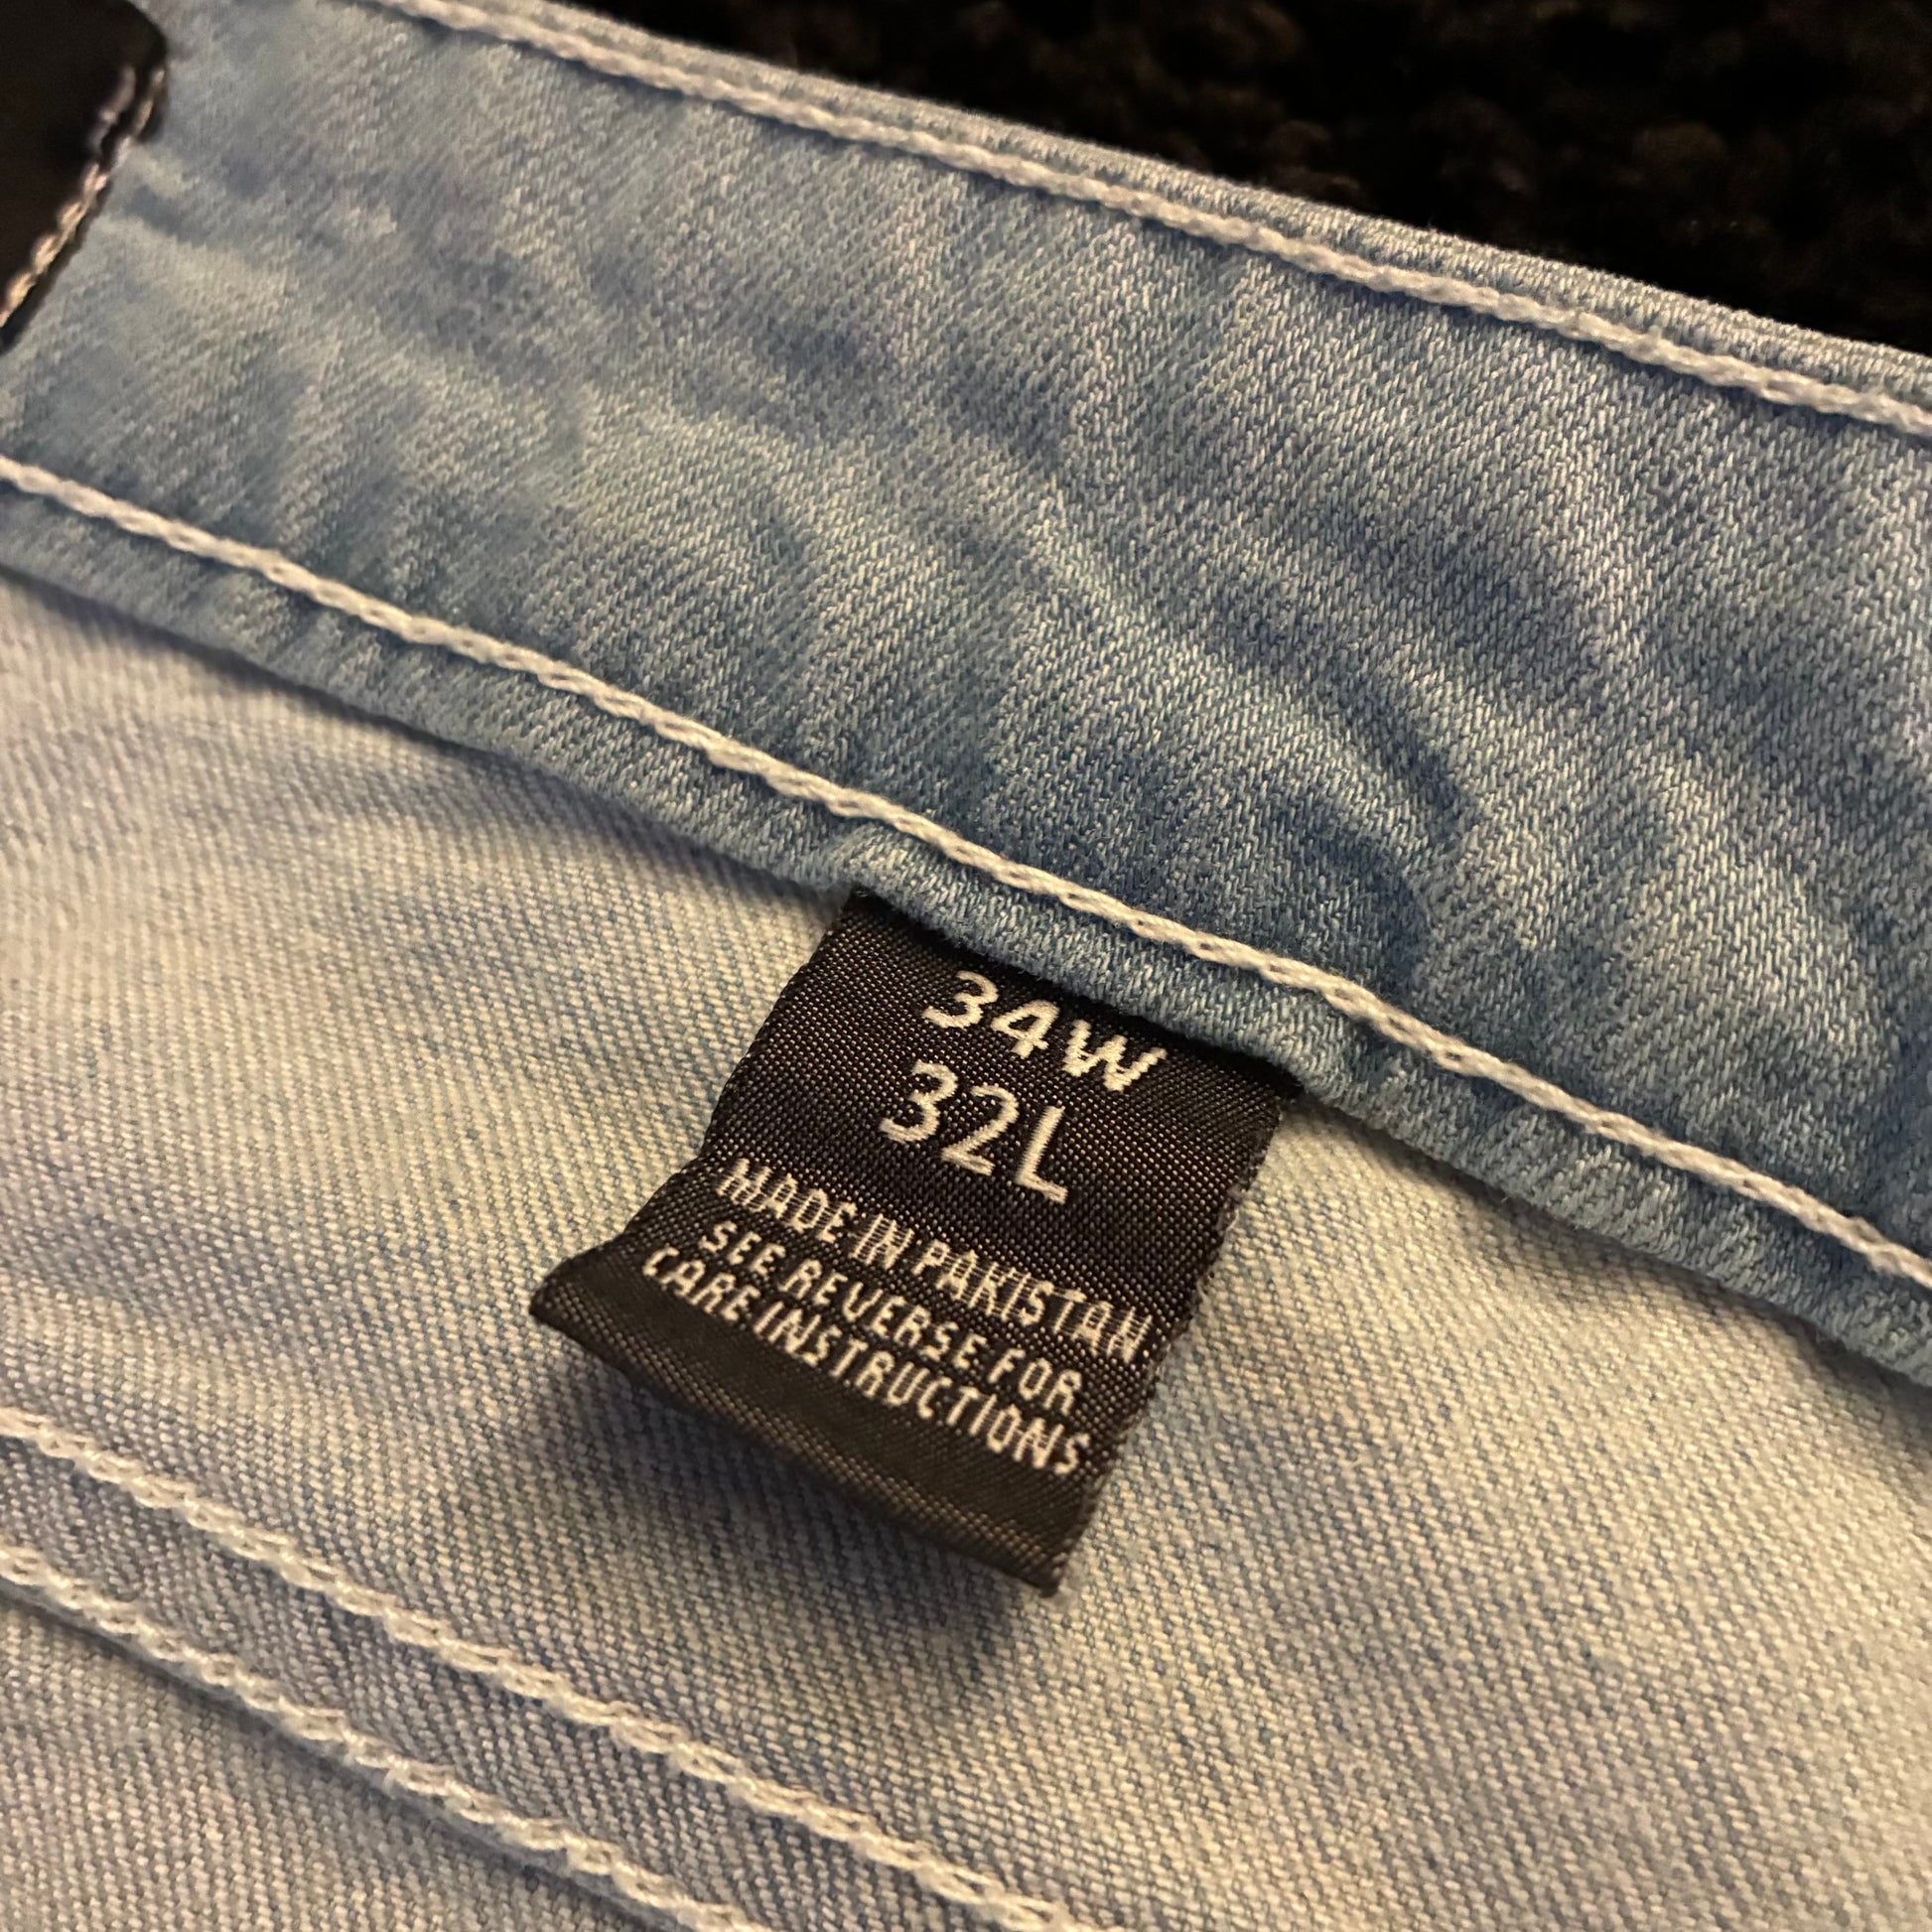 34W
32L
MADE IN PAKISTAN
SEE REVERSE FOR
CARE INSTRUCTIONS